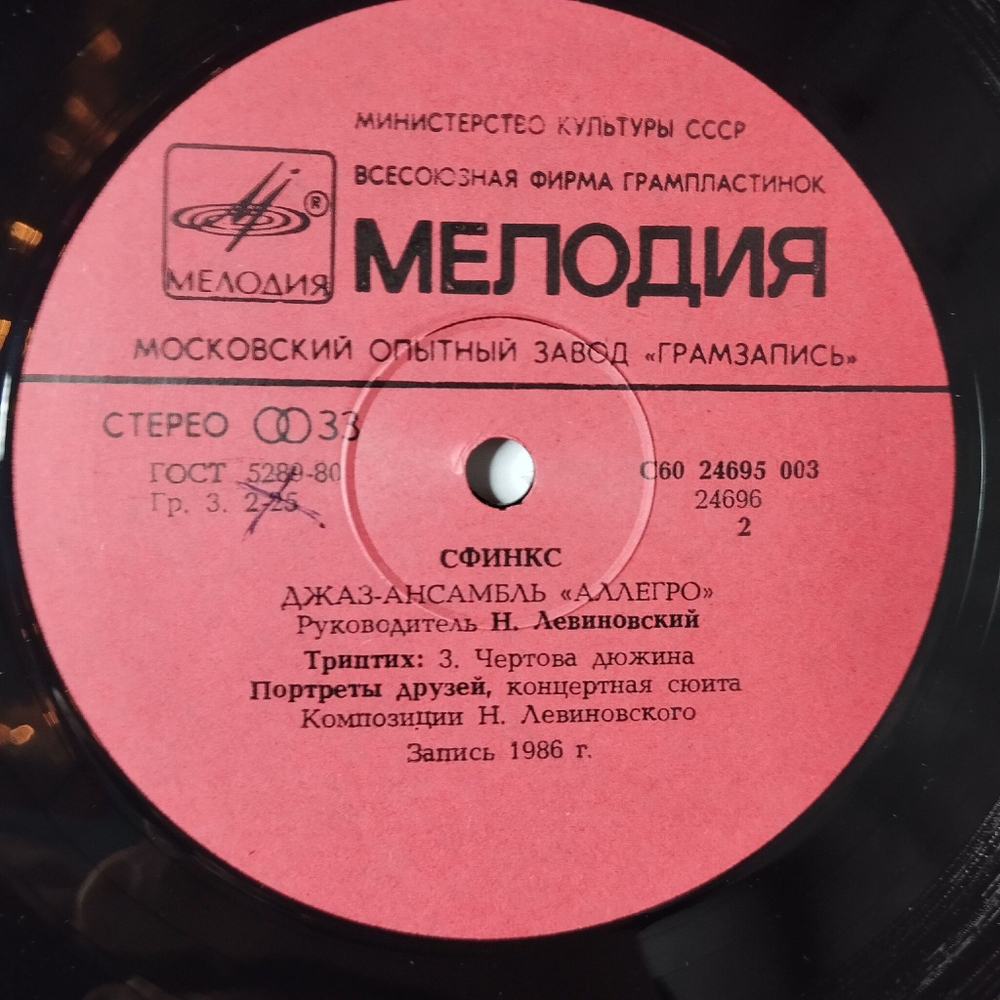 МИНИСТЕРСТВО КУЛЬТУРЫ СССР
ВСЕСОЮЗНАЯ ФИРМА ГРАМПЛАСТИНОК
®
МЕЛОДИЯ
МЕЛОДИЯ
МОСКОВСКИЙ ОПЫТНЫЙ ЗАВОД «ГРАМЗАПИСЬ»
СТЕРЕО 33
ГОСТ 5289-80
С60 24695 003
Гр. 3. 2-25
24696
2
СФИНКС
ДЖАЗ-АНСАМБЛЬ «АЛЛЕГРО»
Руководитель Н. Левиновский
Триптих: 3. Чертова дюжина
Портреты друзей, концертная сюита
Композиции Н. Левиновского
Запись 1986 г.